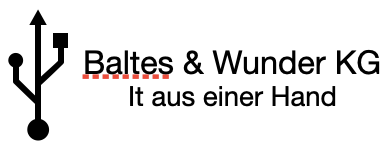 Baltes & Wunder KG
It aus einer Hand